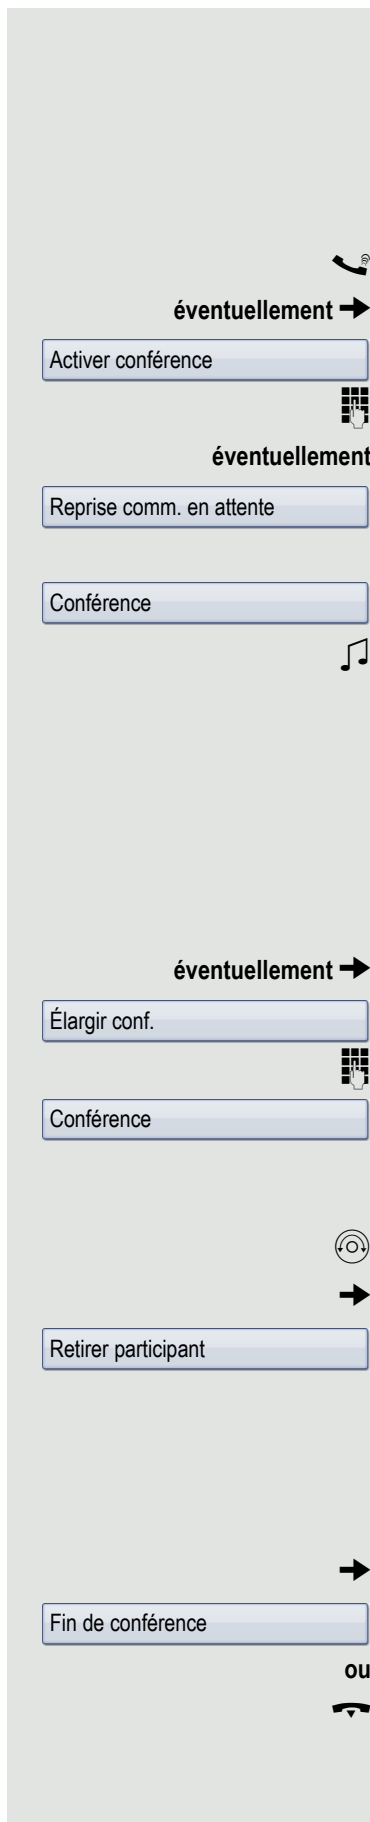 éventuellement
Activer conférence
éventuellement
Reprise comm. en attente
Conférence
éventuellement
Élargir conf.
Conférence
Retirer participant
Fin de conférence
ou